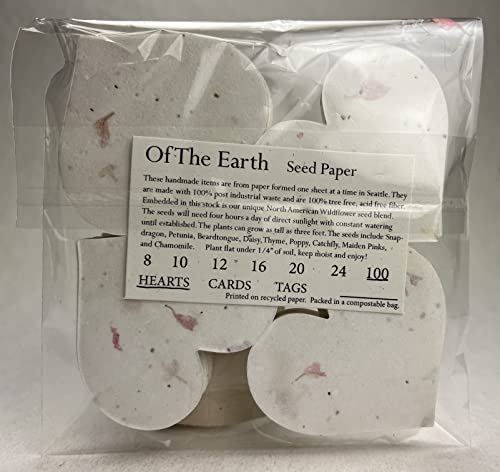 Of The Earth Seed Paper
These handmade items are from paper formed one sheet at a time in Seattle. They
are made with 100% post industrial waste and are 100% tree free, acid free fiber.
Embedded in this stock is our unique North American Wildflower seed blend.
The seeds will need four hours a day of direct sunlight with constant watering
until established. The plants can grow as tall as three feet. The seeds include Snap-
dragon, Petunia, Beardtongue, Daisy, Thyme, Poppy, Catchfly, Maiden Pinks,
and Chamomile. Plant flat under 1/4" of soil, keep moist and enjoy!
8 10 12 16 20 24 100
HEARTS CARDS TAGS
Printed on recycled paper. Packed in a compostable bag.